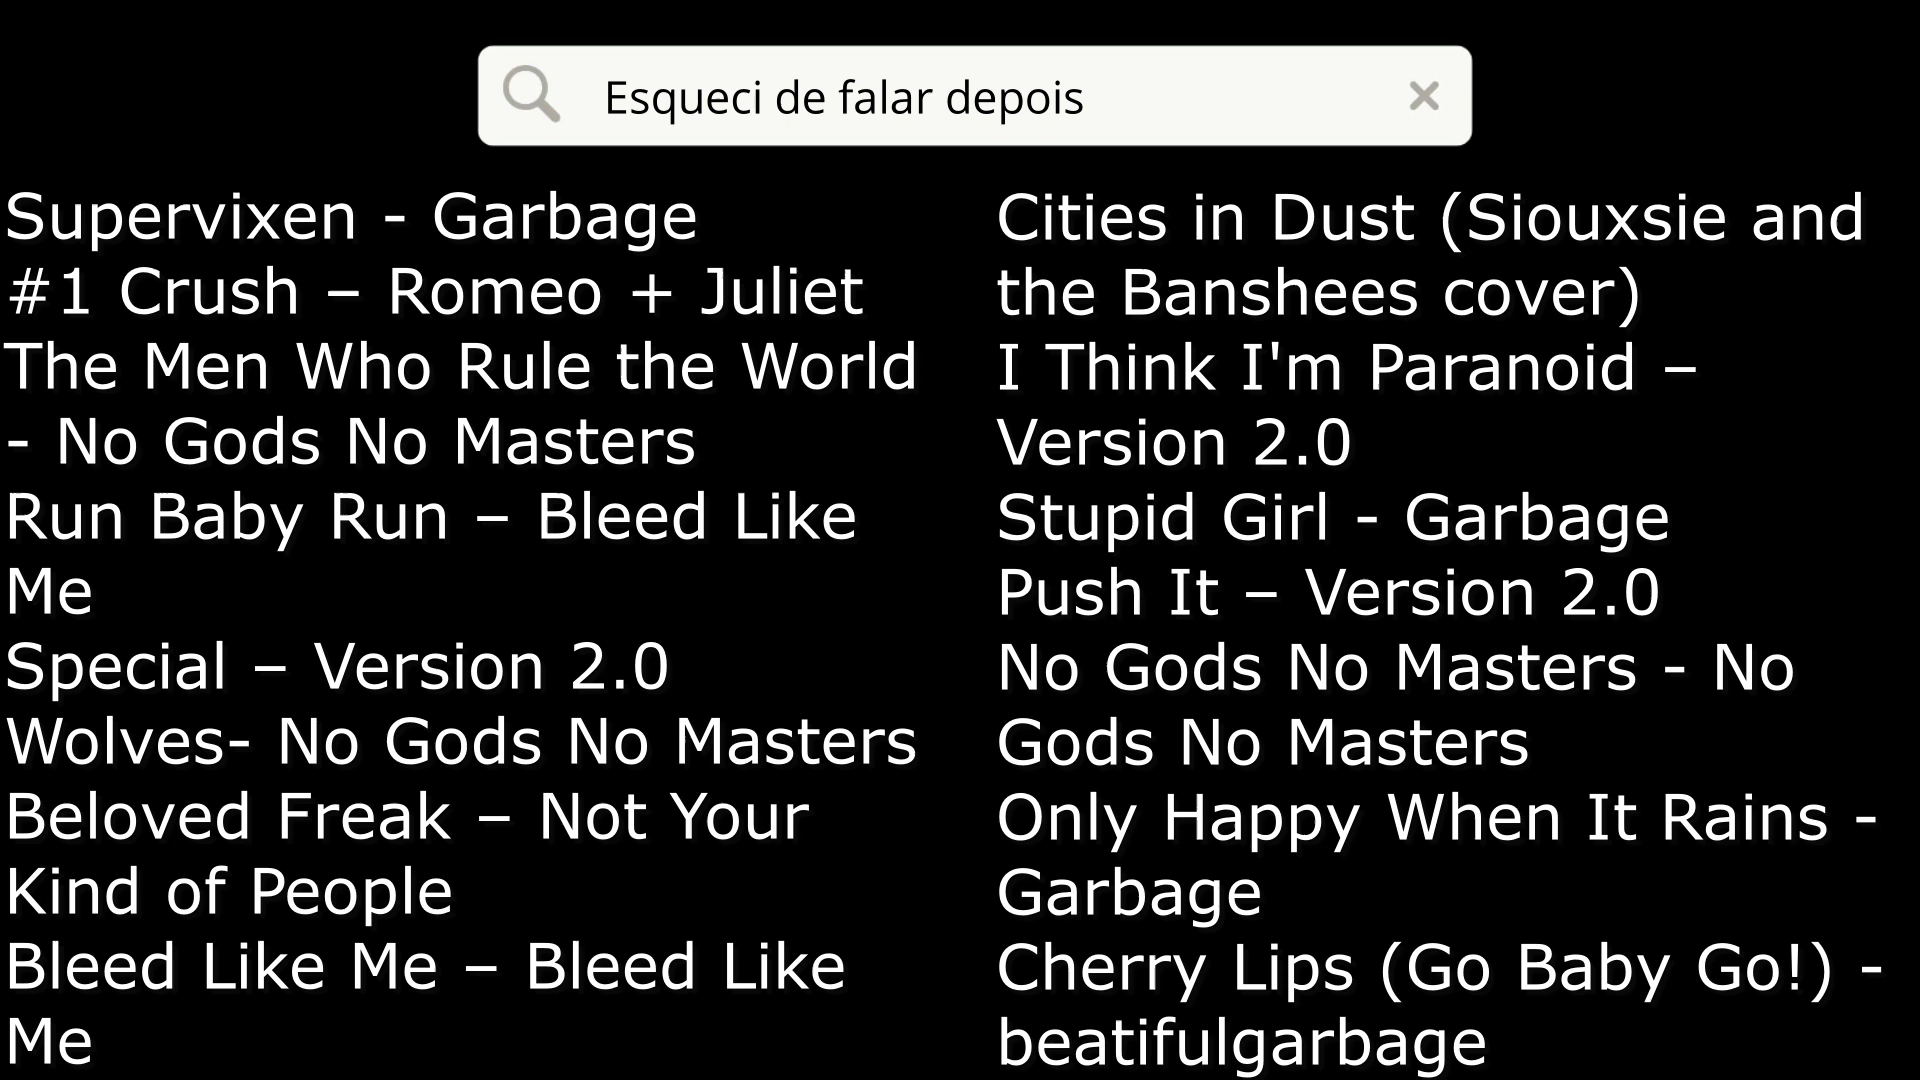 Esqueci de falar depois
Supervixen - Garbage
#1 Crush – Romeo + Juliet
The Men Who Rule the World
- No Gods No Masters
Run Baby Run – Bleed Like
Me
Special – Version 2.0
Wolves- No Gods No Masters
Beloved Freak – Not Your
Kind of People
Bleed Like Me – Bleed Like
Me
Cities in Dust (Siouxsie and
the Banshees cover)
I Think I'm Paranoid –
Version 2.0
Stupid Girl - Garbage
Push It – Version 2.0
No Gods No Masters - No
Gods No Masters
Only Happy When It Rains -
Garbage
Cherry Lips (Go Baby Go!) -
beatifulgarbage